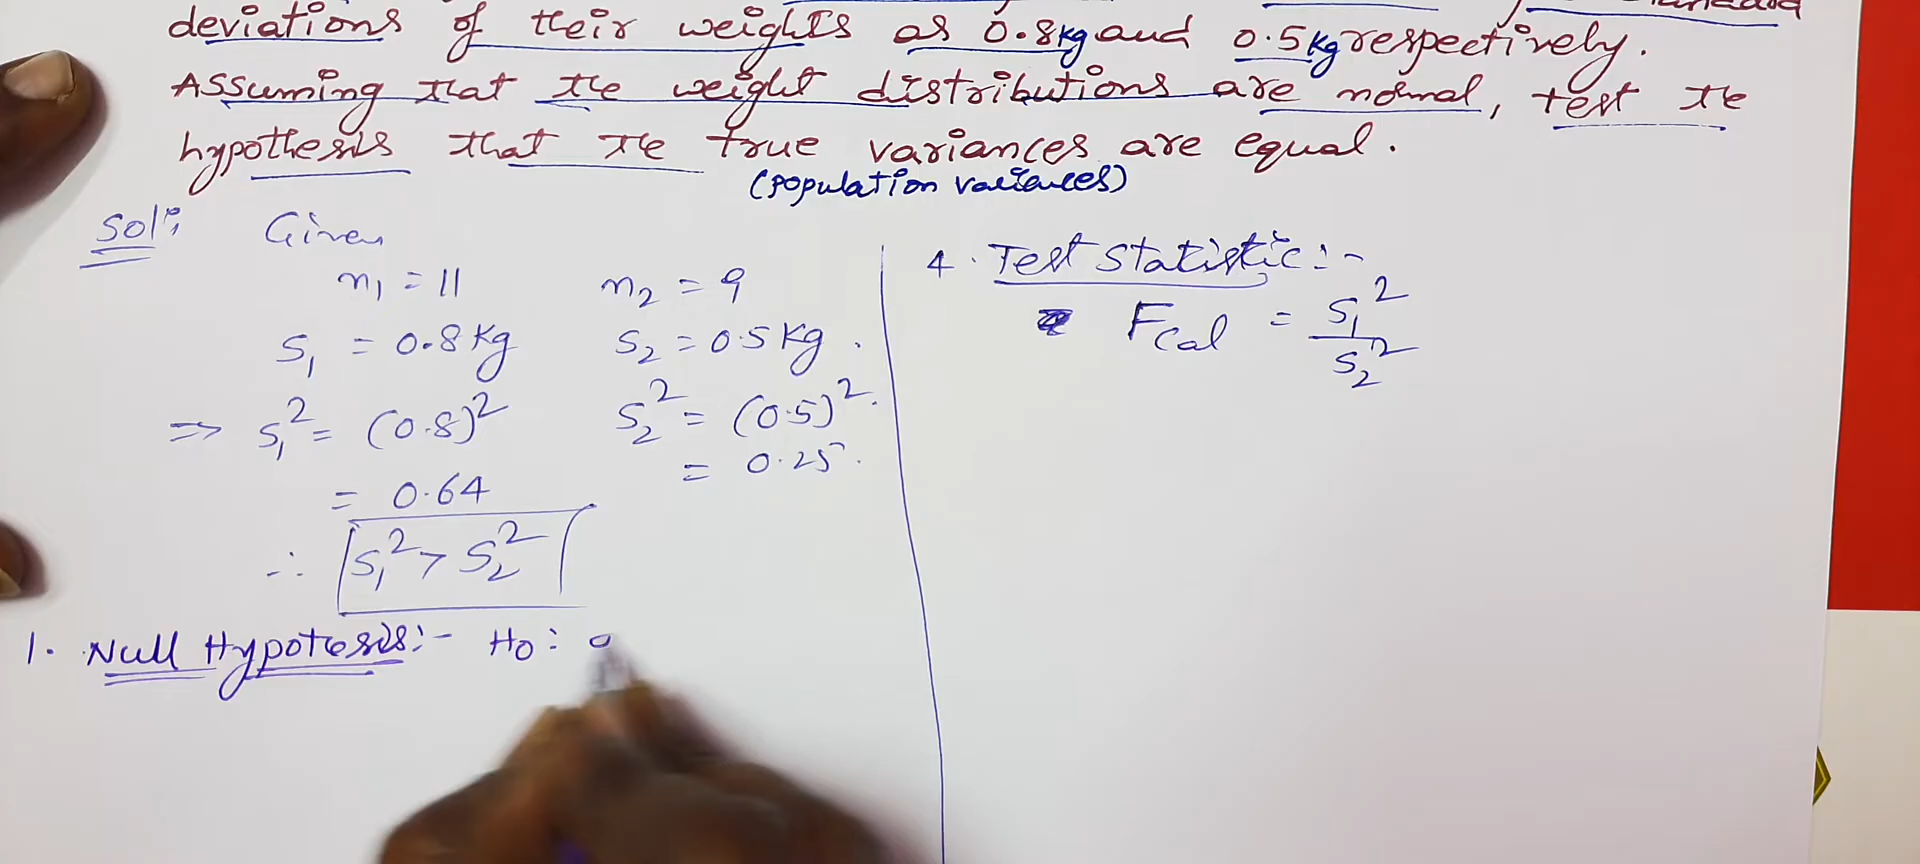 deviations of their weights as 0.8kg and 0.5kg respectively.
Assuming that the weight distributions are normal, test the
hypothesis that the true variances are equal.
(population variances)
Sol:
Given
n₁ = 11 n₂ = 9
S₁ = 0.8 Kg S₂ = 0.5 Kg.
⇒ S₁² = (0.8)² S₂² = (0.5)².
= 0.64 = 0.25.
∴ S₁² > S₂²
1. Null Hypotesis:- H₀:
4. Test Statistic:-
Fcal = S₁²/S₂²